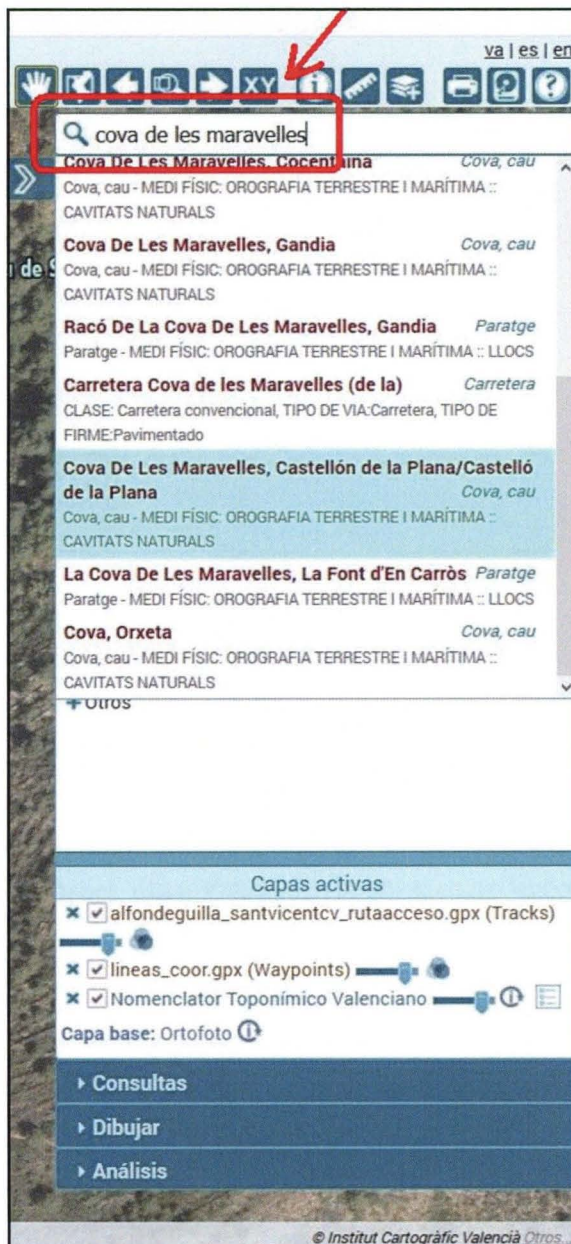 va | es | en
XY
cova de les maravelles
Cova De Les Maravelles, Cocentaina Cova, cau
Cova, cau - MEDI FÍSIC: OROGRAFIA TERRESTRE I MARÍTIMA ::
CAVITATS NATURALS
Cova De Les Maravelles, Gandia Cova, cau
Cova, cau - MEDI FÍSIC: OROGRAFIA TERRESTRE I MARÍTIMA ::
CAVITATS NATURALS
Racó De La Cova De Les Maravelles, Gandia Paratge
Paratge - MEDI FÍSIC: OROGRAFIA TERRESTRE I MARÍTIMA :: LLOCS
Carretera Cova de les Maravelles (de la) Carretera
CLASE: Carretera convencional, TIPO DE VIA:Carretera, TIPO DE
FIRME:Pavimentado
Cova De Les Maravelles, Castellón de la Plana/Castelló
de la Plana Cova, cau
Cova, cau - MEDI FÍSIC: OROGRAFIA TERRESTRE I MARÍTIMA ::
CAVITATS NATURALS
La Cova De Les Maravelles, La Font d'En Carròs Paratge
Paratge - MEDI FÍSIC: OROGRAFIA TERRESTRE I MARÍTIMA :: LLOCS
Cova, Orxeta Cova, cau
Cova, cau - MEDI FÍSIC: OROGRAFIA TERRESTRE I MARÍTIMA ::
CAVITATS NATURALS
+Otros
Capas activas
alfondeguilla_santvicentcv_rutaacceso.gpx (Tracks)
lineas_coor.gpx (Waypoints)
Nomenclator Toponímico Valenciano
Capa base: Ortofoto
Consultas
Dibujar
Análisis
© Institut Cartogràfic Valencià Otros...